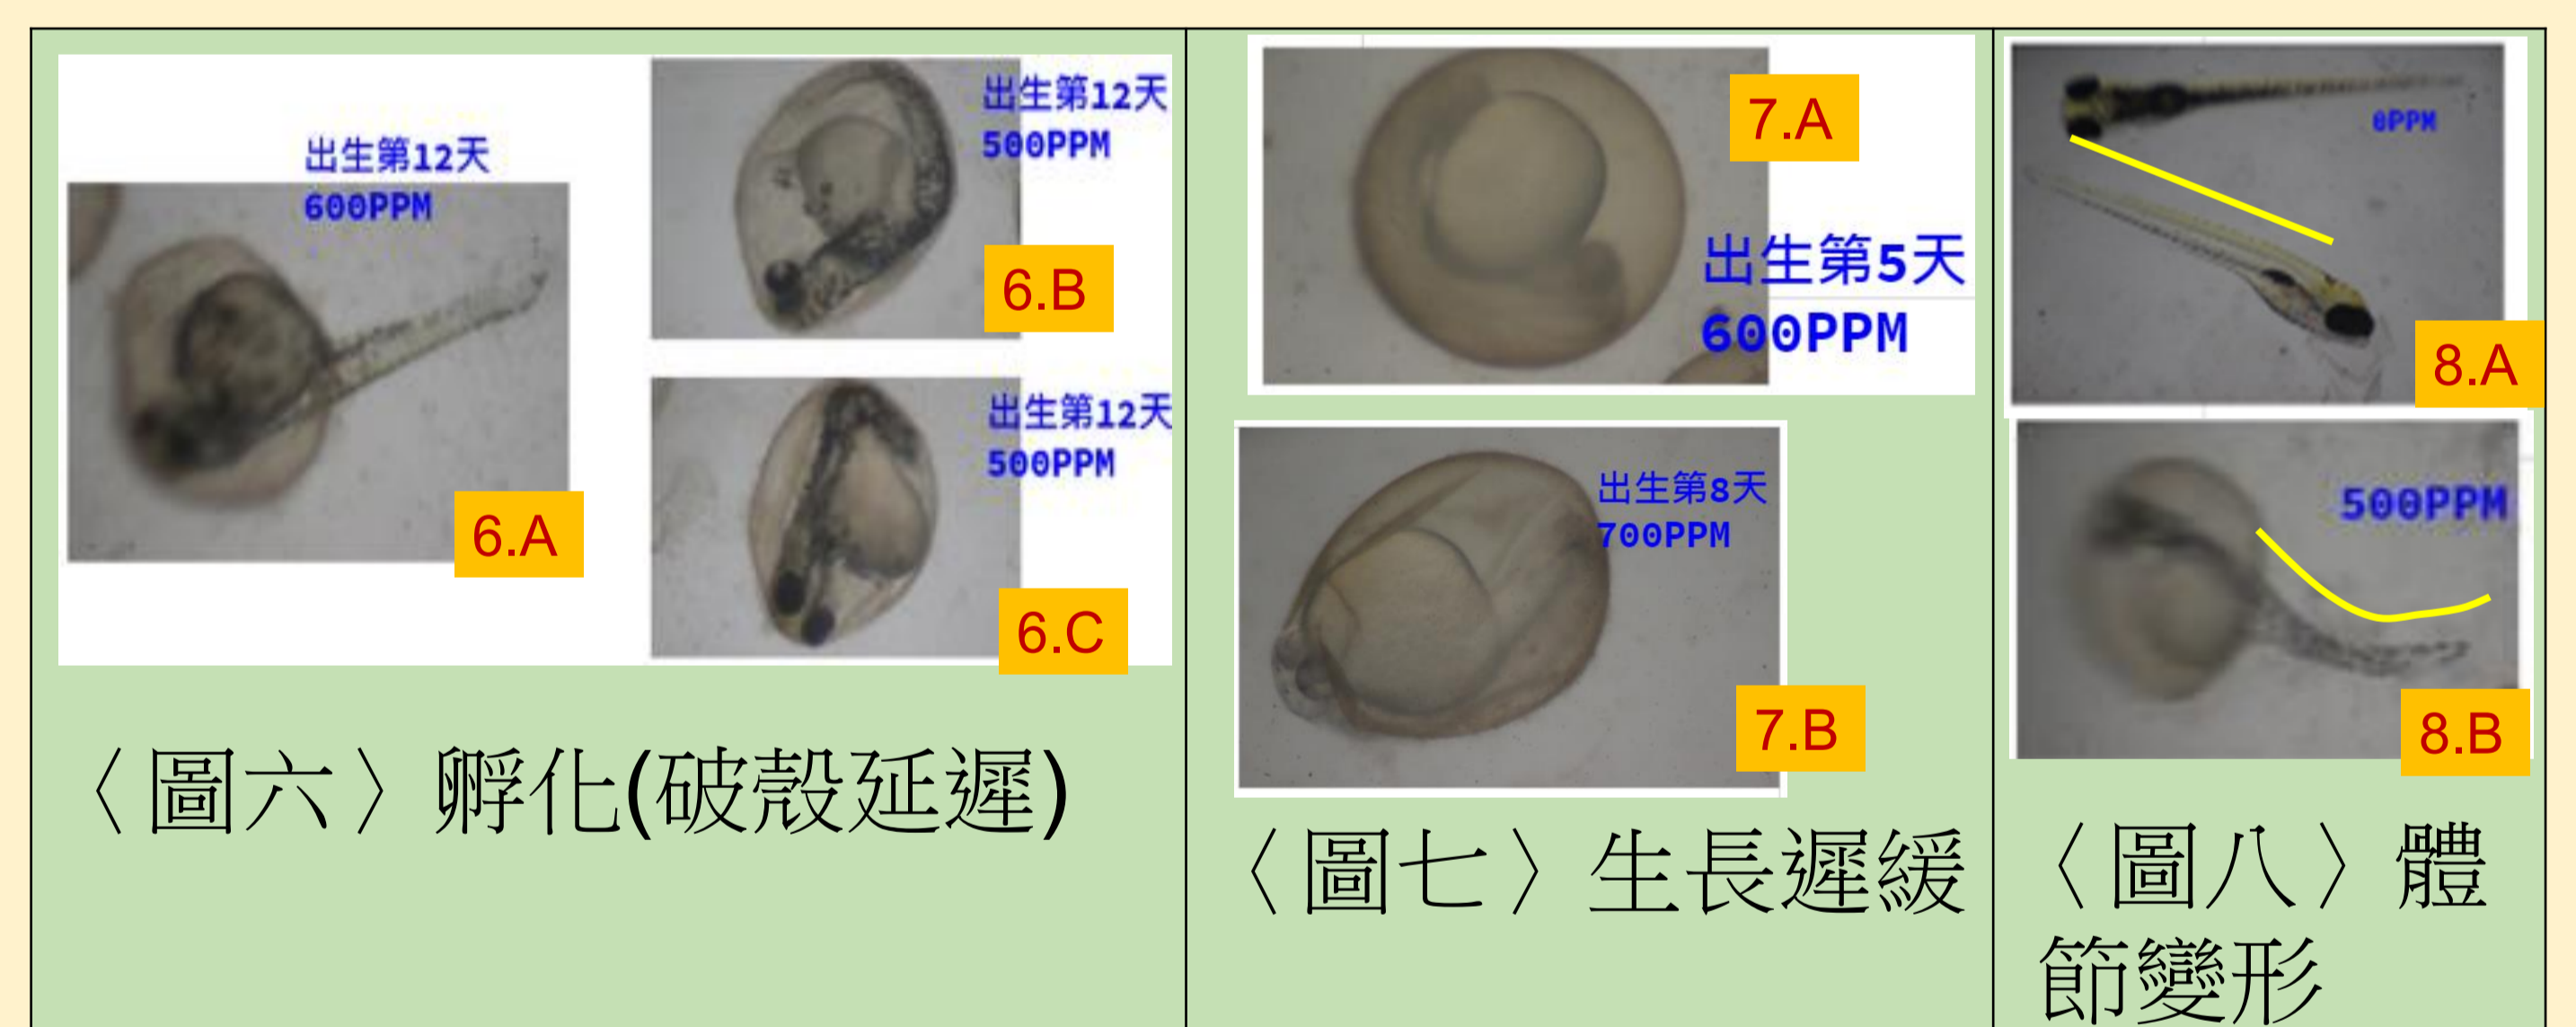 出生第12天
600PPM
6.A
出生第12天
500PPM
6.B
出生第12天
500PPM
6.C
〈圖六〉孵化(破殼延遲)
7.A
出生第5天
600PPM
出生第8天
700PPM
7.B
〈圖七〉生長遲緩
0PPM
8.A
500PPM
8.B
〈圖八〉體
節變形